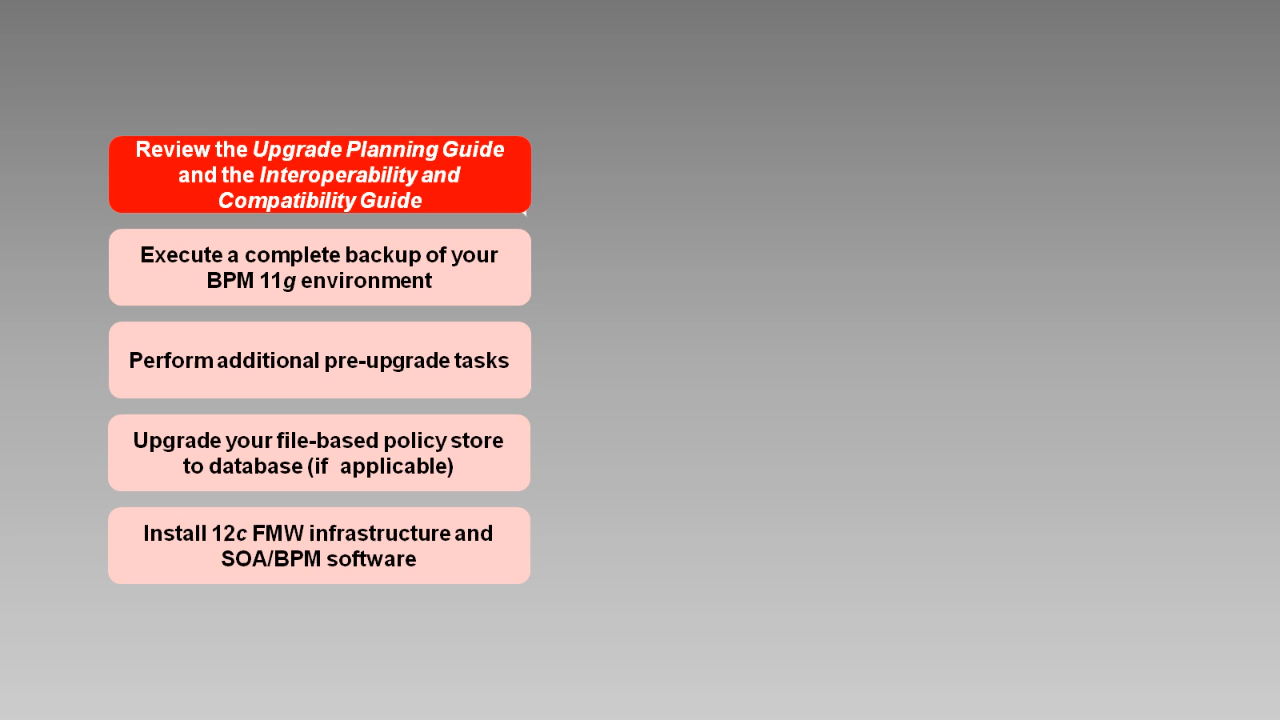 Review the Upgrade Planning Guide
and the Interoperability and
Compatibility Guide
Execute a complete backup of your
BPM 11g environment
Perform additional pre-upgrade tasks
Upgrade your file-based policy store
to database (if applicable)
Install 12c FMW infrastructure and
SOA/BPM software